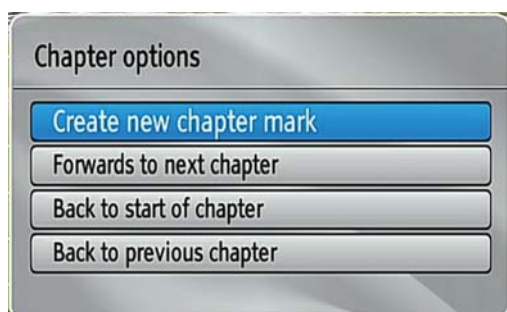 Chapter options
Create new chapter mark
Forwards to next chapter
Back to start of chapter
Back to previous chapter